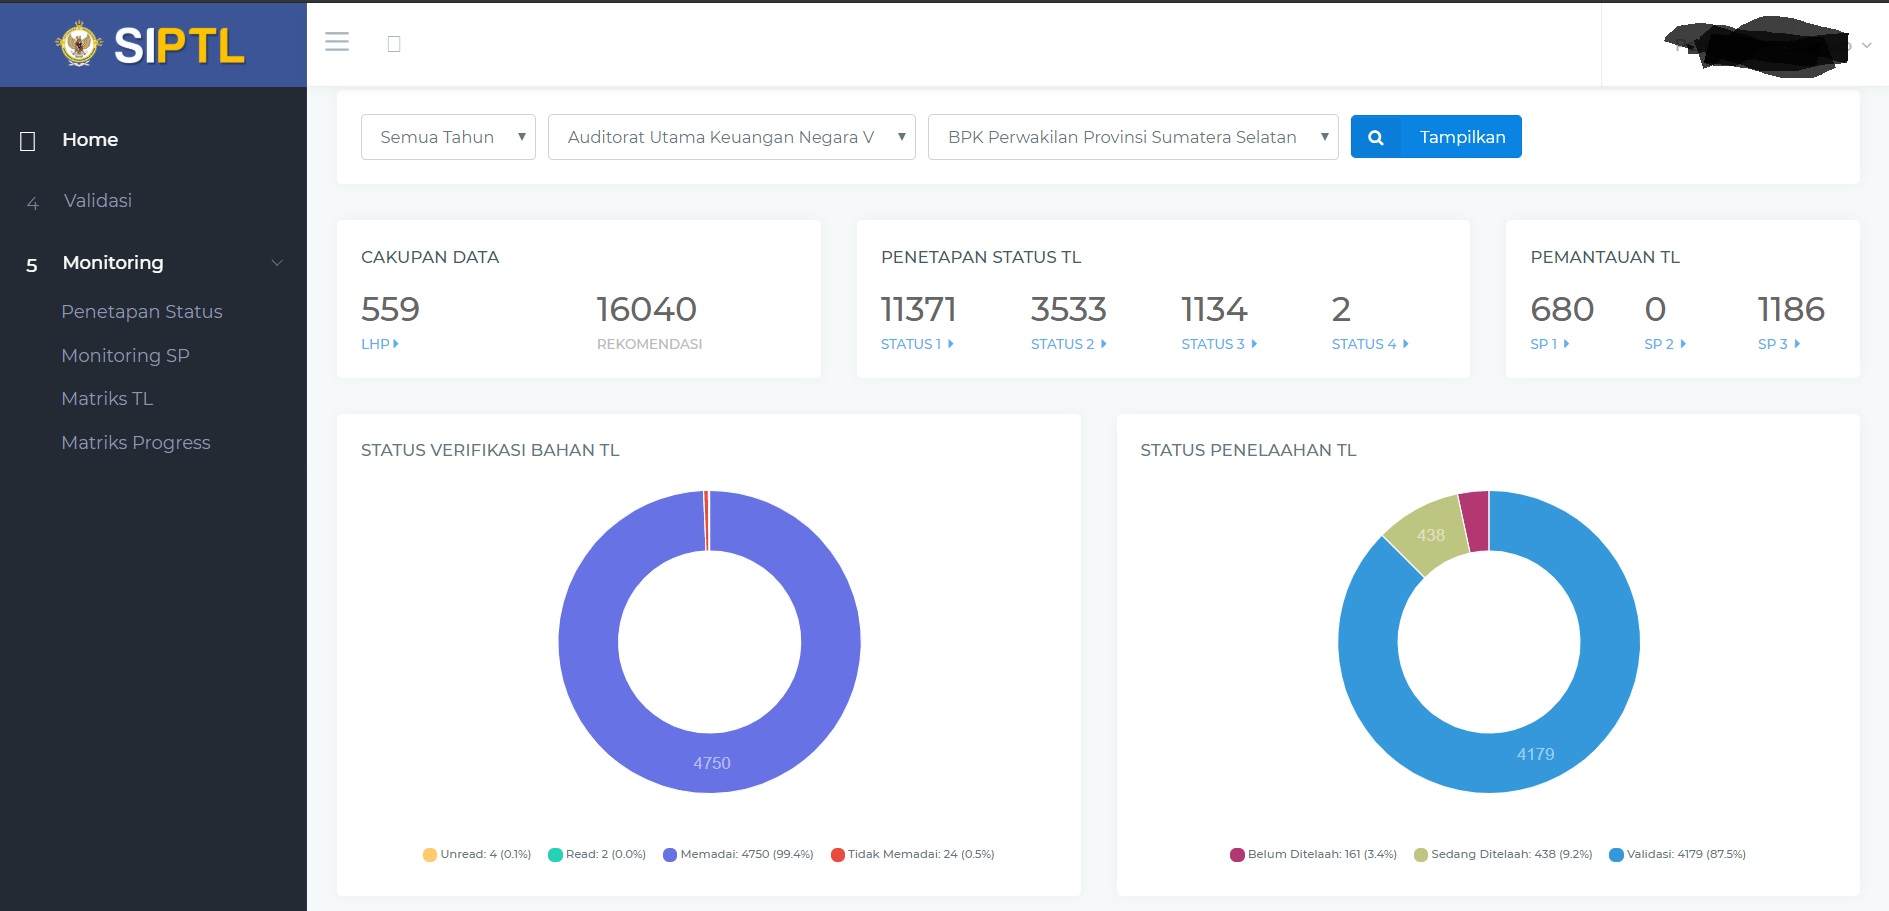 SIPTL
Home
4 Validasi
5 Monitoring
Penetapan Status
Monitoring SP
Matriks TL
Matriks Progress
Semua Tahun Auditorat Utama Keuangan Negara V BPK Perwakilan Provinsi Sumatera Selatan Tampilkan
CAKUPAN DATA
559 16040
LHP REKOMENDASI
PENETAPAN STATUS TL
11371 3533 1134 2
STATUS 1 STATUS 2 STATUS 3 STATUS 4
PEMANTAUAN TL
680 0 1186
SP 1 SP 2 SP 3
STATUS VERIFIKASI BAHAN TL
4750
Unread: 4 (0.1%) Read: 2 (0.0%) Memadai: 4750 (99.4%) Tidak Memadai: 24 (0.5%)
STATUS PENELAAHAN TL
438
4179
Belum Ditelaah: 161 (3.4%) Sedang Ditelaah: 438 (9.2%) Validasi: 4179 (87.5%)